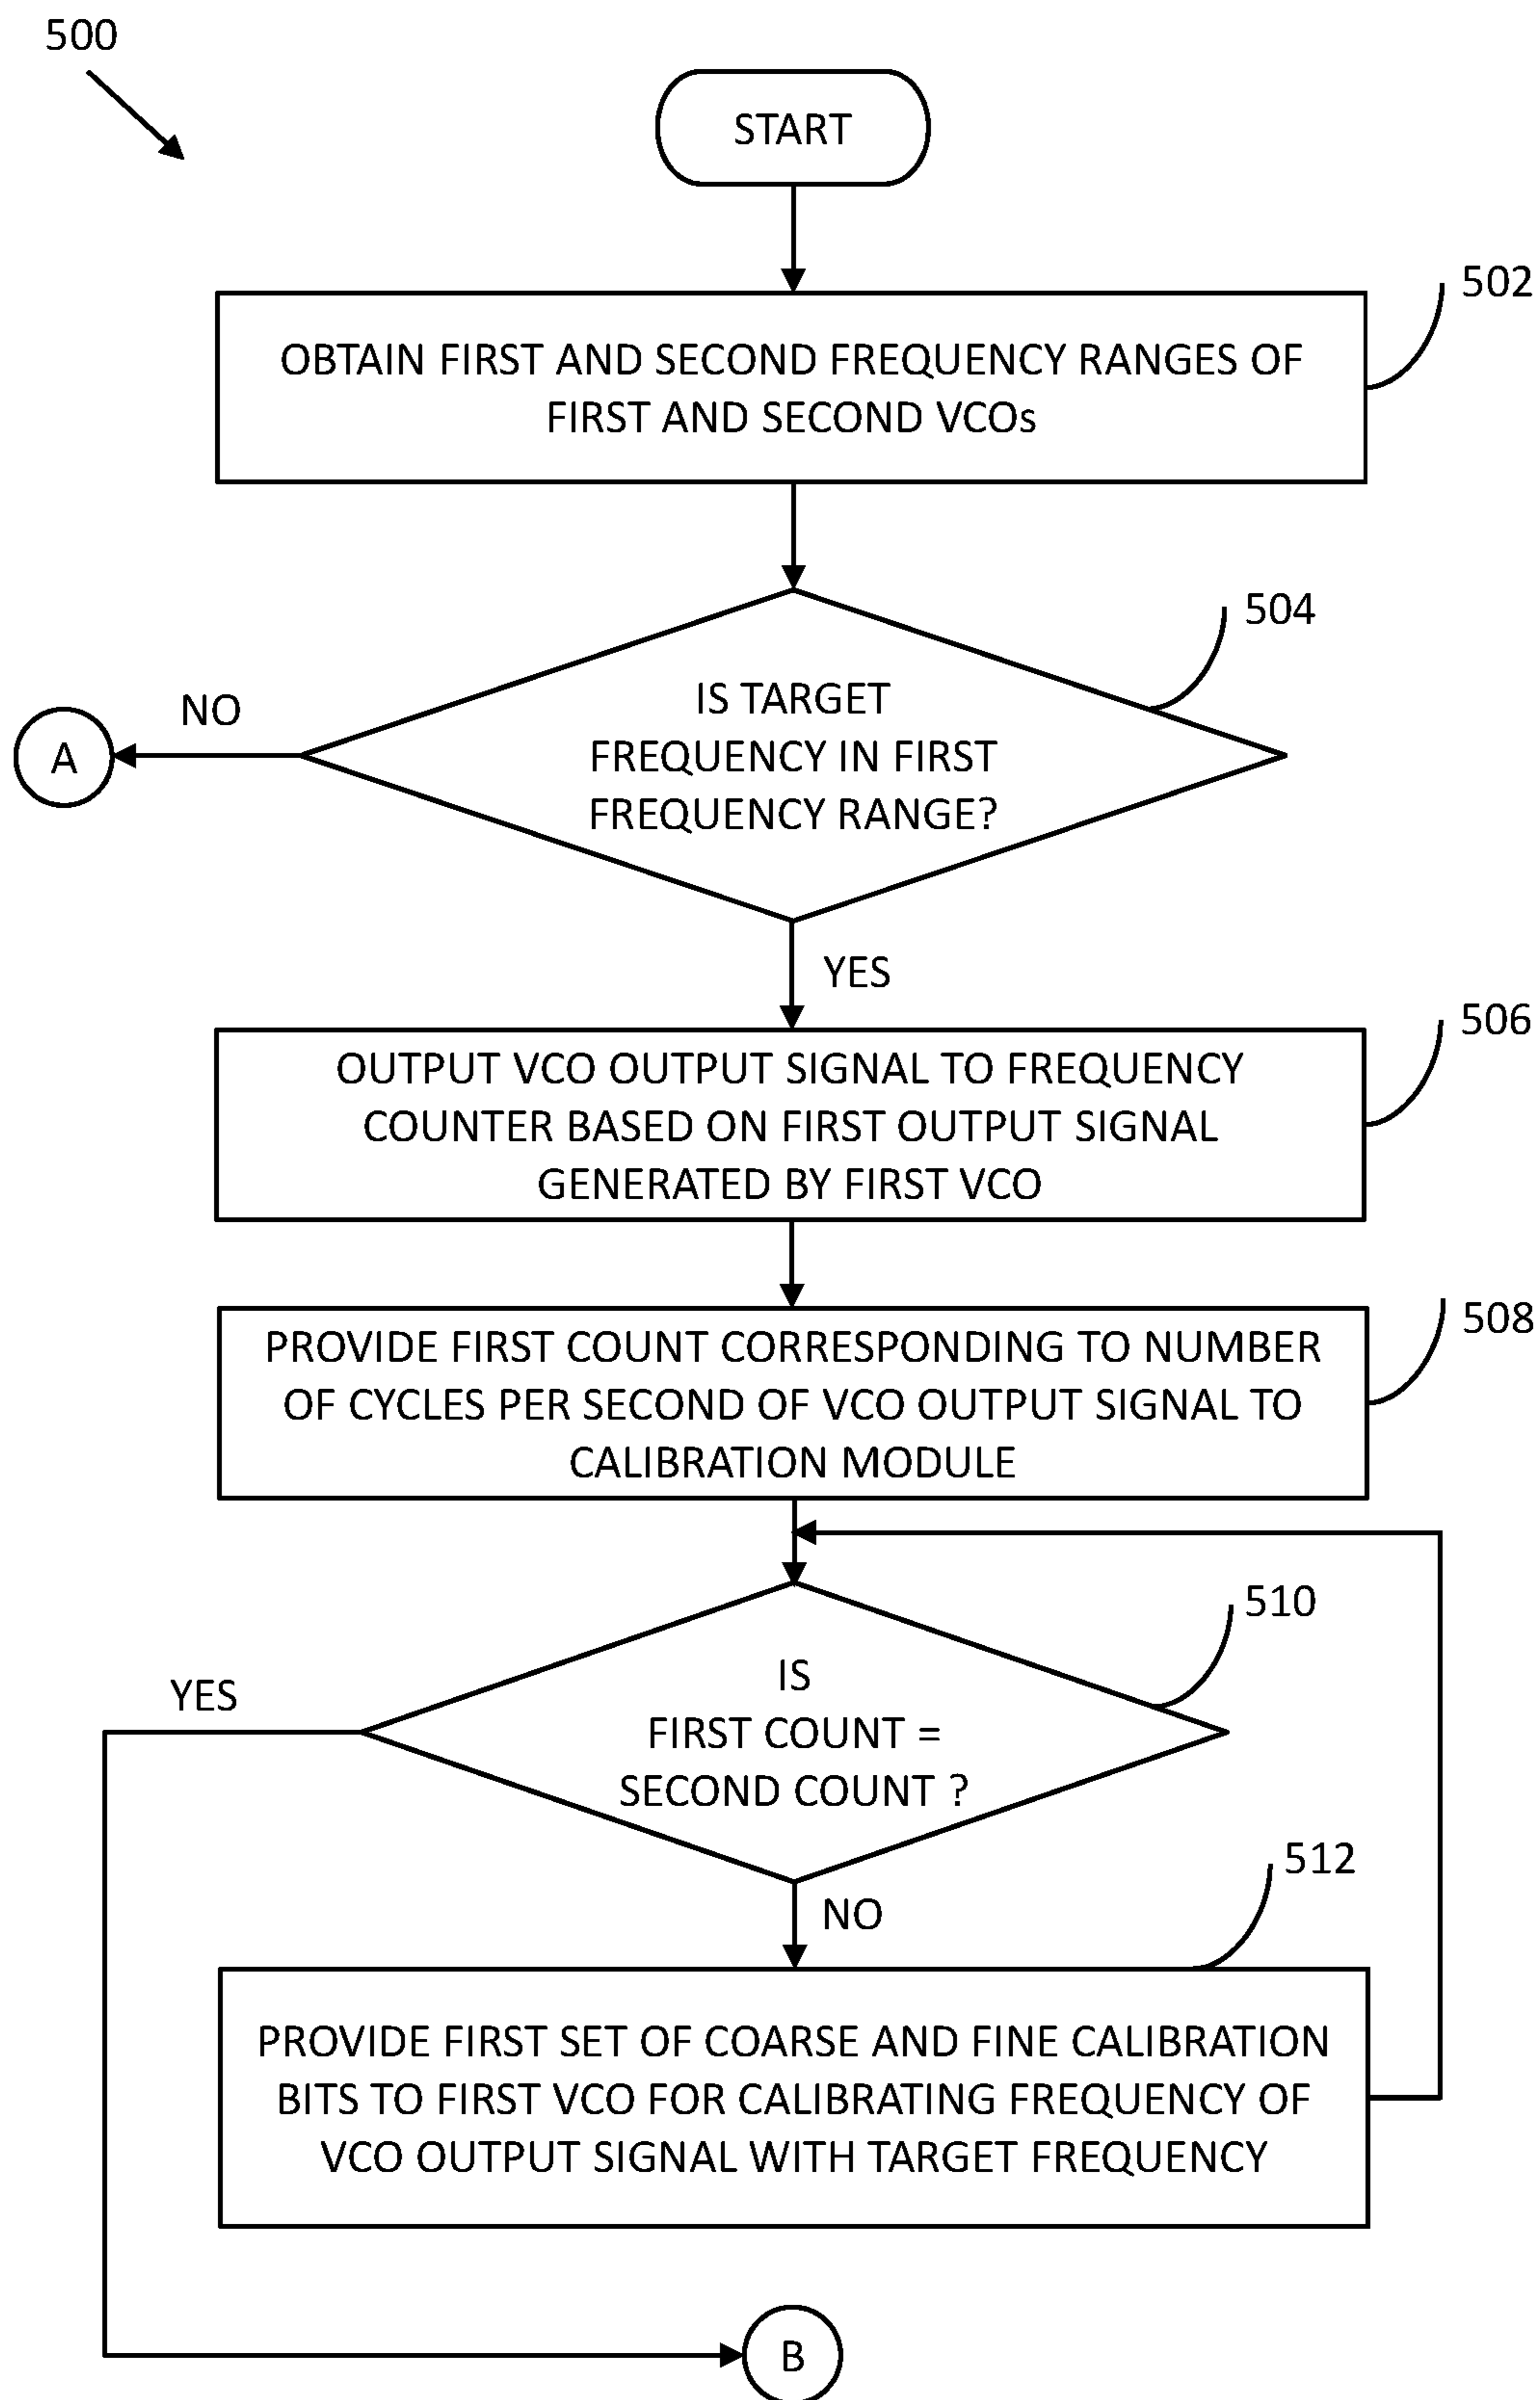 500
START
502
OBTAIN FIRST AND SECOND FREQUENCY RANGES OF
FIRST AND SECOND VCOs
504
IS TARGET
FREQUENCY IN FIRST
FREQUENCY RANGE?
NO
A
YES
506
OUTPUT VCO OUTPUT SIGNAL TO FREQUENCY
COUNTER BASED ON FIRST OUTPUT SIGNAL
GENERATED BY FIRST VCO
508
PROVIDE FIRST COUNT CORRESPONDING TO NUMBER
OF CYCLES PER SECOND OF VCO OUTPUT SIGNAL TO
CALIBRATION MODULE
510
IS
FIRST COUNT =
SECOND COUNT ?
YES
NO
512
PROVIDE FIRST SET OF COARSE AND FINE CALIBRATION
BITS TO FIRST VCO FOR CALIBRATING FREQUENCY OF
VCO OUTPUT SIGNAL WITH TARGET FREQUENCY
B